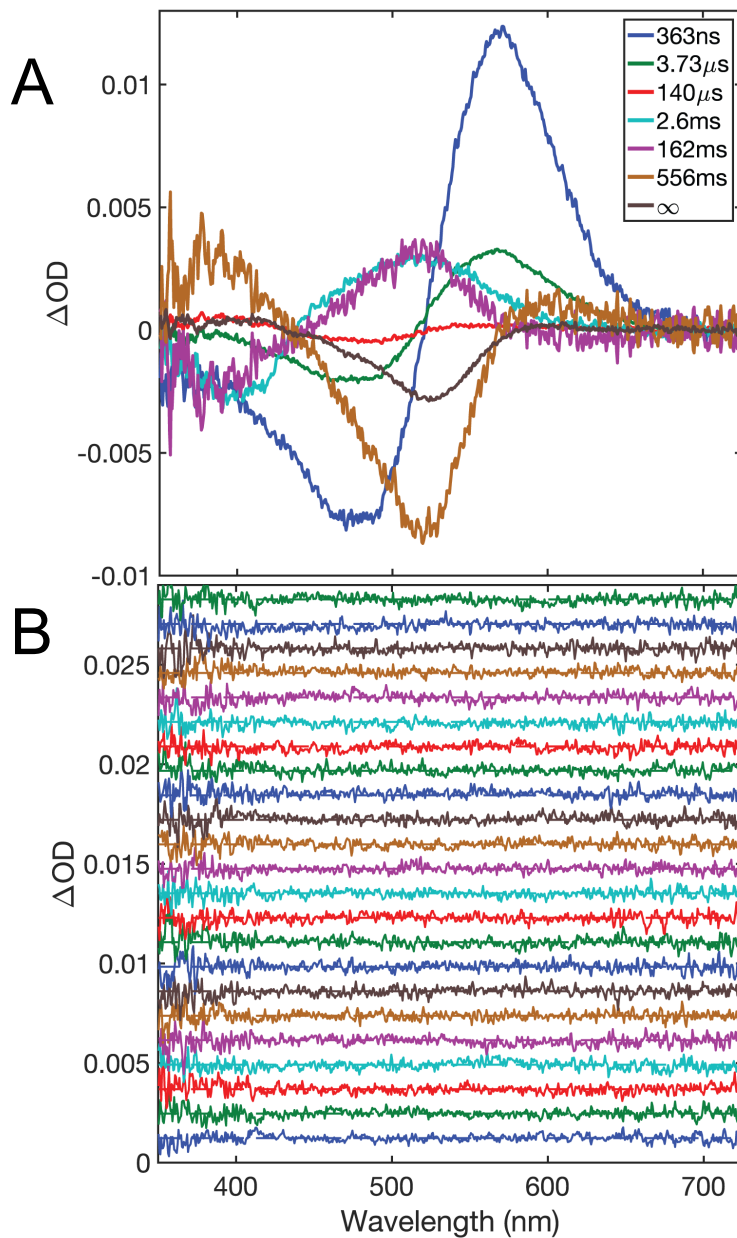 A
ΔOD
0.01
0.005
0
-0.005
-0.01
363ns
3.73μs
140μs
2.6ms
162ms
556ms
∞
B
ΔOD
0.025
0.02
0.015
0.01
0.005
0
400 500 600 700
Wavelength (nm)